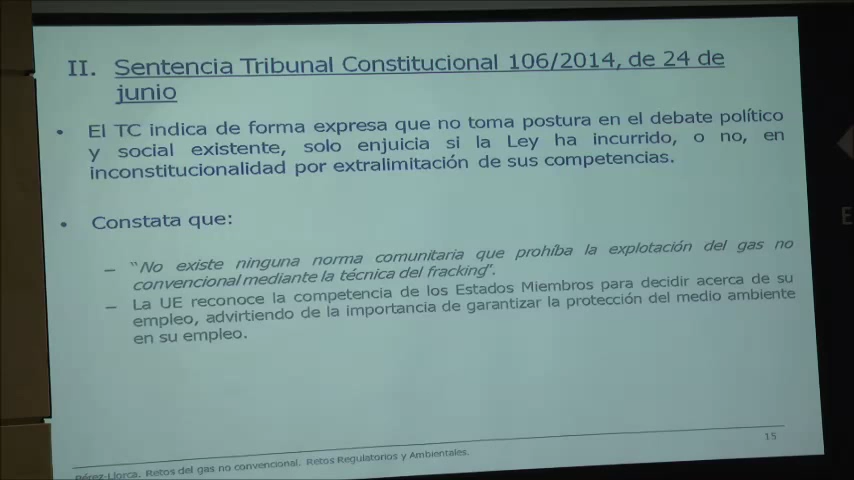 II. Sentencia Tribunal Constitucional 106/2014, de 24 de
junio
• El TC indica de forma expresa que no toma postura en el debate político
y social existente, solo enjuicia si la Ley ha incurrido, o no, en
inconstitucionalidad por extralimitación de sus competencias.
• Constata que:
– "No existe ninguna norma comunitaria que prohíba la explotación del gas no
convencional mediante la técnica del fracking".
– La UE reconoce la competencia de los Estados Miembros para decidir acerca de su
empleo, advirtiendo de la importancia de garantizar la protección del medio ambiente
en su empleo.
15
Pérez-Llorca. Retos del gas no convencional. Retos Regulatorios y Ambientales.
E